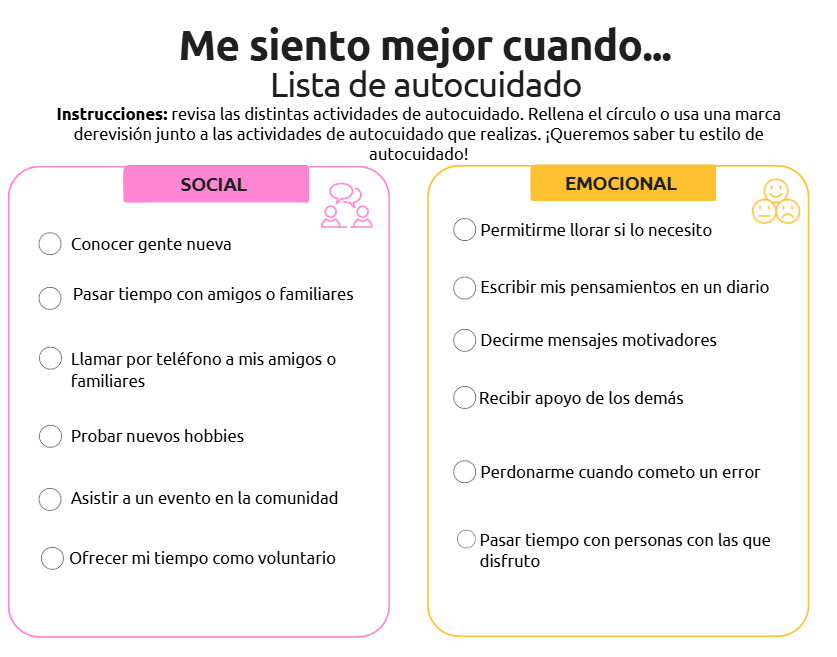 Me siento mejor cuando...
Lista de autocuidado
Instrucciones: revisa las distintas actividades de autocuidado. Rellena el círculo o usa una marca
derevisión junto a las actividades de autocuidado que realizas. ¡Queremos saber tu estilo de
autocuidado!
SOCIAL
Conocer gente nueva
Pasar tiempo con amigos o familiares
Llamar por teléfono a mis amigos o
familiares
Probar nuevos hobbies
Asistir a un evento en la comunidad
Ofrecer mi tiempo como voluntario
EMOCIONAL
Permitirme llorar si lo necesito
Escribir mis pensamientos en un diario
Decirme mensajes motivadores
Recibir apoyo de los demás
Perdonarme cuando cometo un error
Pasar tiempo con personas con las que
disfruto